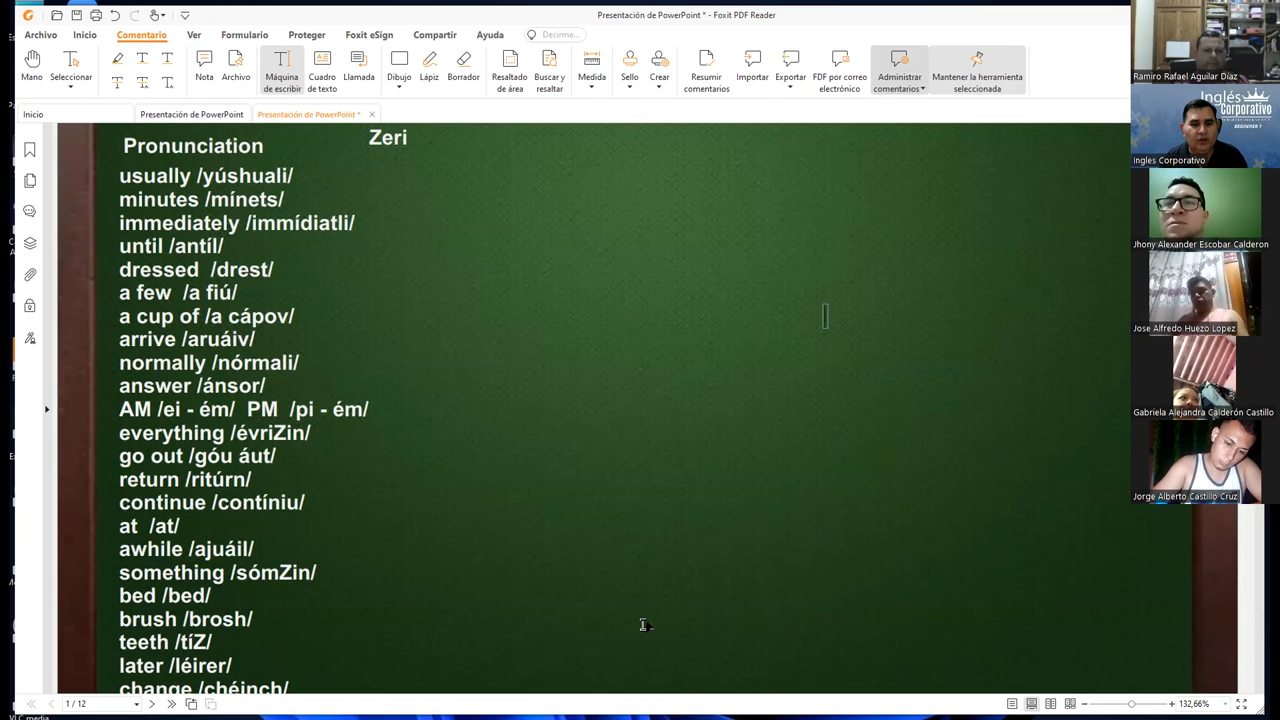 Presentación de PowerPoint * - Foxit PDF Reader
Archivo Inicio Comentario Ver Formulario Proteger Foxit eSign Compartir Ayuda Decirme...
Mano Seleccionar Nota Archivo Máquina de escribir Cuadro de texto Llamada Dibujo Lápiz Borrador Resaltado de área Buscar y resaltar Medida Sello Crear Resumir comentarios Importar Exportar PDF por correo electrónico Administrar comentarios Mantener la herramienta seleccionada
Inicio Presentación de PowerPoint Presentación de PowerPoint *
Zeri
Pronunciation
usually /yúshuali/
minutes /mínets/
immediately /immídiatli/
until /antíl/
dressed /drest/
a few /a fiú/
a cup of /a cápov/
arrive /aruáiv/
normally /nórmali/
answer /ánsor/
AM /ei - ém/ PM /pi - ém/
everything /évriZin/
go out /góu áut/
return /ritúrn/
continue /contíniu/
at /at/
awhile /ajuáil/
something /sómZin/
bed /bed/
brush /brosh/
teeth /tíZ/
later /léirer/
change /chéinch/
1 / 12
132,66%
Ramiro Rafael Aguilar Díaz
Inglés
Corporativo
BEGINNER 1
Ingles Corporativo
Jhony Alexander Escobar Calderon
Jose Alfredo Huezo Lopez
Gabriela Alejandra Calderón Castillo
Jorge Alberto Castillo Cruz